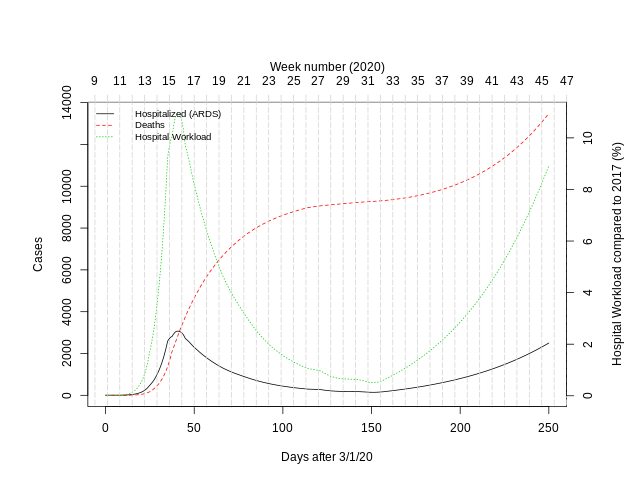 Week number (2020)
9 11 13 15 17 19 21 23 25 27 29 31 33 35 37 39 41 43 45 47
Hospitalized (ARDS)
Deaths
Hospital Workload
Cases
0 2000 4000 6000 8000 10000 14000
Hospital Workload compared to 2017 (%)
0 2 4 6 8 10
0 50 100 150 200 250
Days after 3/1/20